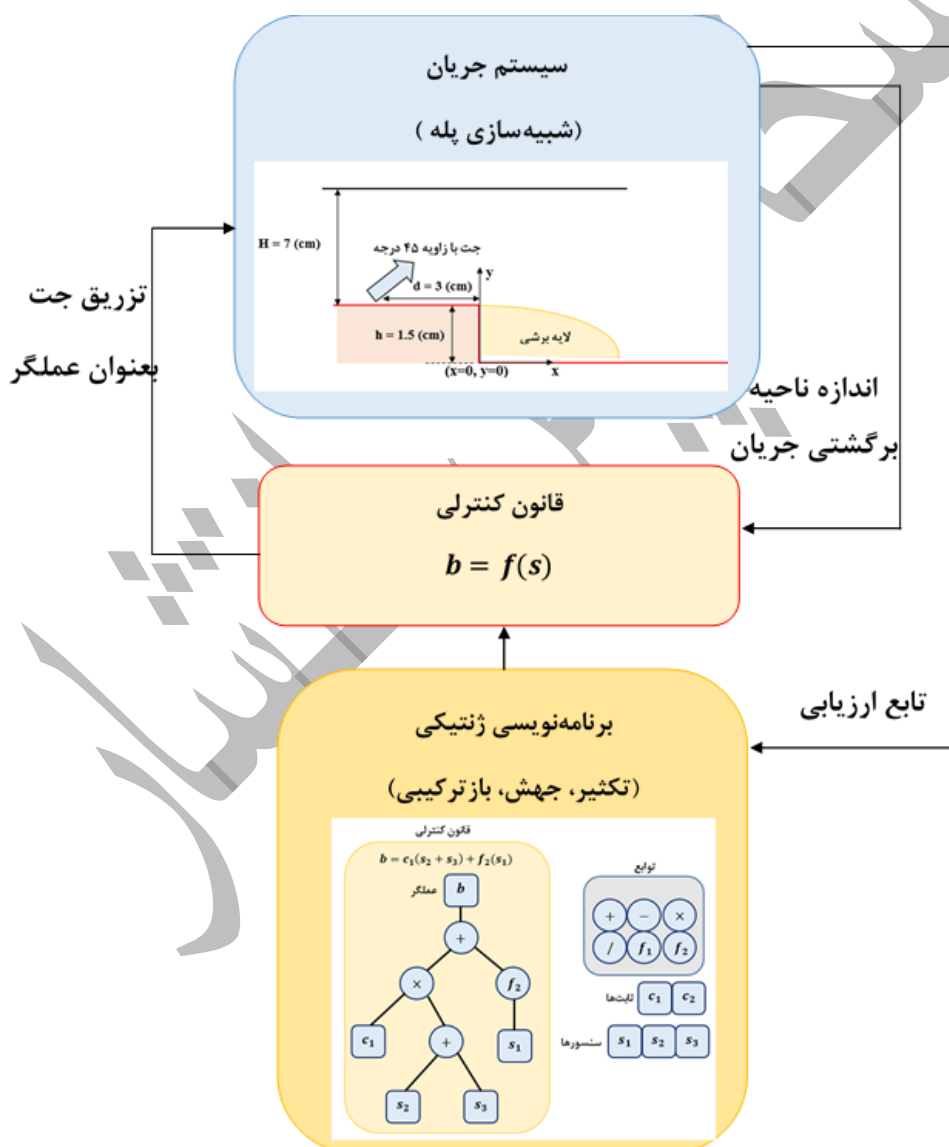 سیستم جریان
(شبیه‌سازی پله )
H = 7 (cm)
جت با زاویه ۴۵ درجه
d = 3 (cm)
y
h = 1.5 (cm)
لایه برشی
(x=0, y=0)
x
تزریق جت
بعنوان عملگر
اندازه ناحیه
برگشتی جریان
قانون کنترلی
b = f(s)
تابع ارزیابی
برنامه‌نویسی ژنتیکی
(تکثیر، جهش، بازترکیبی)
قانون کنترلی
b = c₁(s₂ + s₃) + f₂(s₁)
عملگر
b
+
×
f₂
c₁
+
s₁
s₂
s₃
توابع
+ − ×
/ f₁ f₂
ثابت‌ها
c₁ c₂
سنسورها
s₁ s₂ s₃